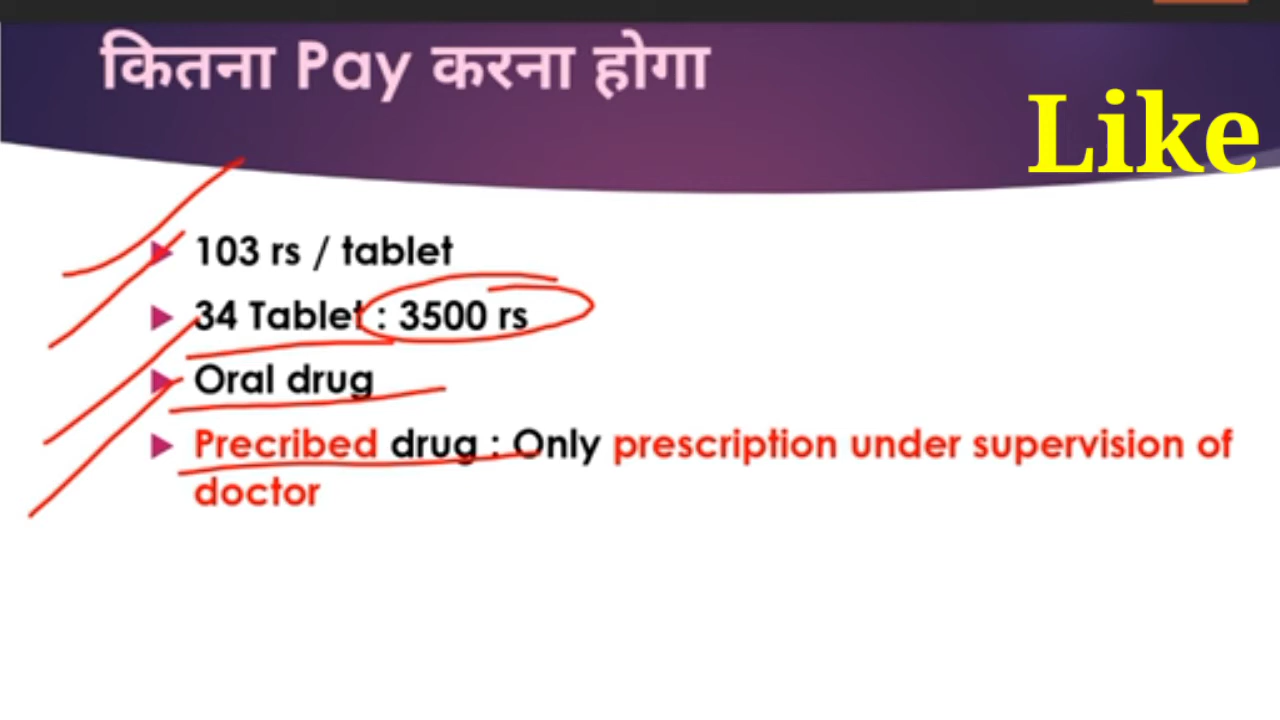 कितना Pay करना होगा
Like
103 rs / tablet
34 Tablet : 3500 rs
Oral drug
Precribed drug : Only prescription under supervision of
doctor